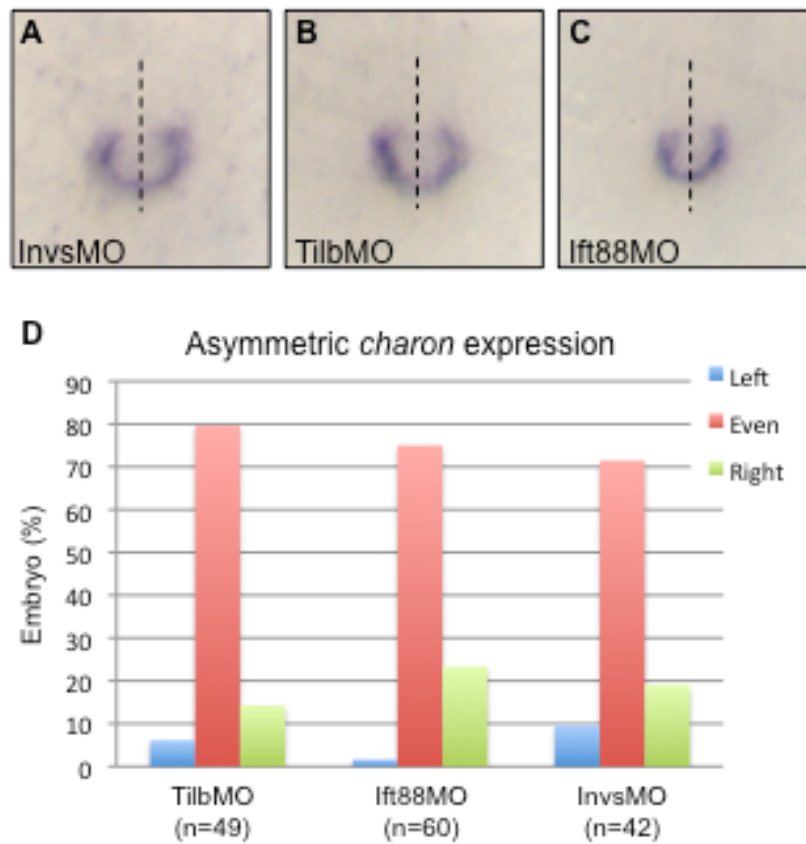 A
B
C
InvsMO
TilbMO
Ift88MO
D
Asymmetric charon expression
Left
Even
Right
90
80
70
60
50
40
30
20
10
0
Embryo (%)
TilbMO
(n=49)
Ift88MO
(n=60)
InvsMO
(n=42)